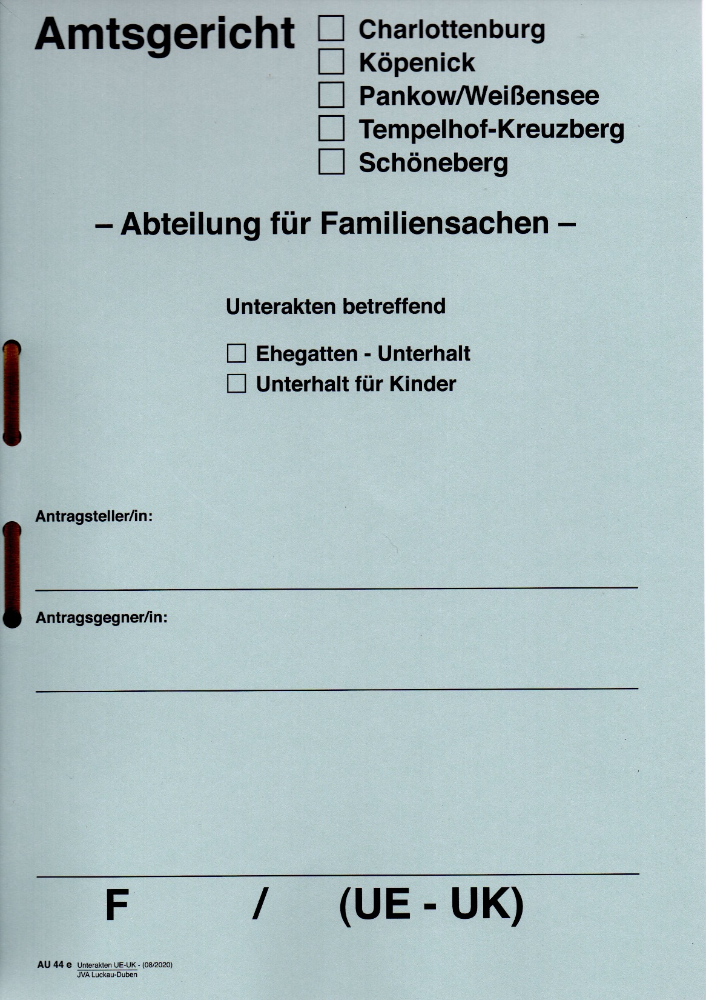 Amtsgericht
Charlottenburg
Köpenick
Pankow/Weißensee
Tempelhof-Kreuzberg
Schöneberg
– Abteilung für Familiensachen –
Unterakten betreffend
Ehegatten - Unterhalt
Unterhalt für Kinder
Antragsteller/in:
Antragsgegner/in:
F / (UE - UK)
AU 44 e Unterakten UE-UK - (08/2020)
JVA Luckau-Duben